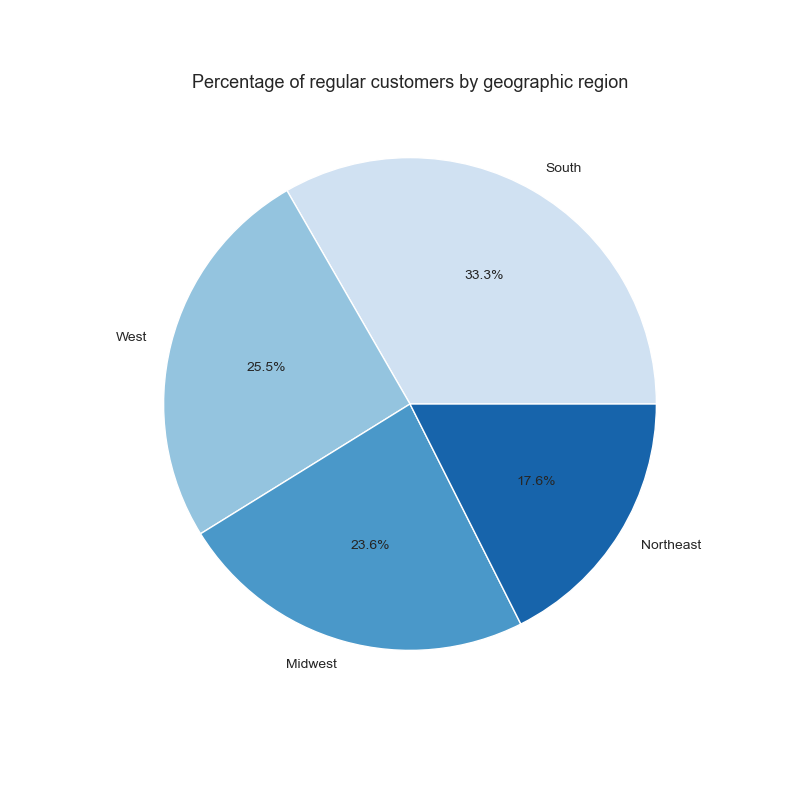 Percentage of regular customers by geographic region
South
33.3%
West
25.5%
17.6%
23.6%
Northeast
Midwest